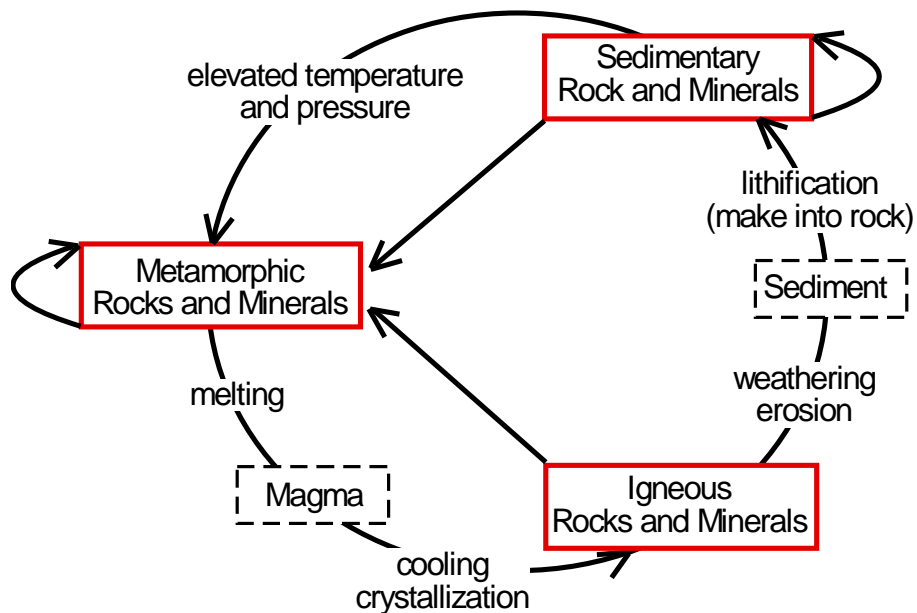 Sedimentary
Rock and Minerals
elevated temperature
and pressure
lithification
(make into rock)
Metamorphic
Rocks and Minerals
Sediment
melting
weathering
erosion
Magma
Igneous
Rocks and Minerals
cooling
crystallization